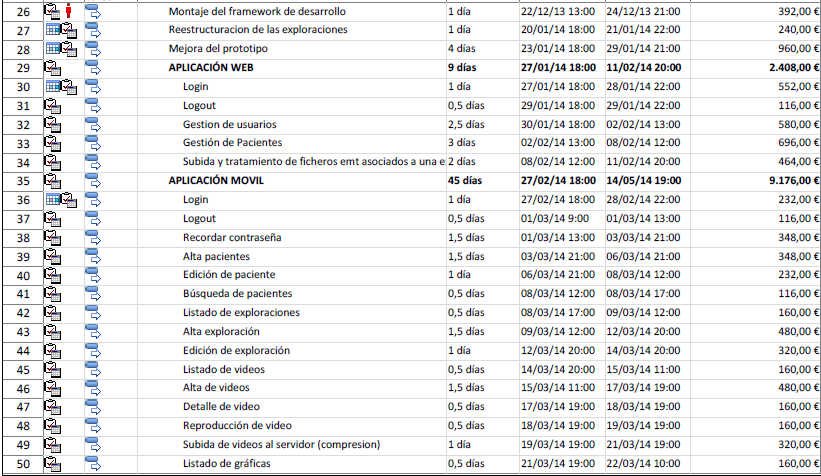 26 Montaje del framework de desarrollo 1 día 22/12/13 13:00 24/12/13 21:00 392,00 €
27 Reestructuracion de las exploraciones 1 día 20/01/14 18:00 21/01/14 22:00 240,00 €
28 Mejora del prototipo 4 días 23/01/14 18:00 29/01/14 21:00 960,00 €
29 APLICACIÓN WEB 9 días 27/01/14 18:00 11/02/14 20:00 2.408,00 €
30 Login 1 día 27/01/14 18:00 28/01/14 22:00 552,00 €
31 Logout 0,5 días 29/01/14 18:00 29/01/14 22:00 116,00 €
32 Gestion de usuarios 2,5 días 30/01/14 18:00 02/02/14 13:00 580,00 €
33 Gestión de Pacientes 3 días 02/02/14 13:00 08/02/14 12:00 696,00 €
34 Subida y tratamiento de ficheros emt asociados a una e 2 días 08/02/14 12:00 11/02/14 20:00 464,00 €
35 APLICACIÓN MOVIL 45 días 27/02/14 18:00 14/05/14 19:00 9.176,00 €
36 Login 1 día 27/02/14 18:00 28/02/14 22:00 232,00 €
37 Logout 0,5 días 01/03/14 9:00 01/03/14 13:00 116,00 €
38 Recordar contraseña 1,5 días 01/03/14 13:00 03/03/14 21:00 348,00 €
39 Alta pacientes 1,5 días 03/03/14 21:00 06/03/14 21:00 348,00 €
40 Edición de paciente 1 día 06/03/14 21:00 08/03/14 12:00 232,00 €
41 Búsqueda de pacientes 0,5 días 08/03/14 12:00 08/03/14 17:00 116,00 €
42 Listado de exploraciones 0,5 días 08/03/14 17:00 09/03/14 12:00 160,00 €
43 Alta exploración 1,5 días 09/03/14 12:00 12/03/14 20:00 480,00 €
44 Edición de exploración 1 día 12/03/14 20:00 14/03/14 20:00 320,00 €
45 Listado de videos 0,5 días 14/03/14 20:00 15/03/14 11:00 160,00 €
46 Alta de videos 1,5 días 15/03/14 11:00 17/03/14 19:00 480,00 €
47 Detalle de video 0,5 días 17/03/14 19:00 18/03/14 19:00 160,00 €
48 Reproducción de video 0,5 días 18/03/14 19:00 19/03/14 19:00 160,00 €
49 Subida de videos al servidor (compresion) 1 día 19/03/14 19:00 21/03/14 19:00 320,00 €
50 Listado de gráficas 0,5 días 21/03/14 19:00 22/03/14 10:00 160,00 €